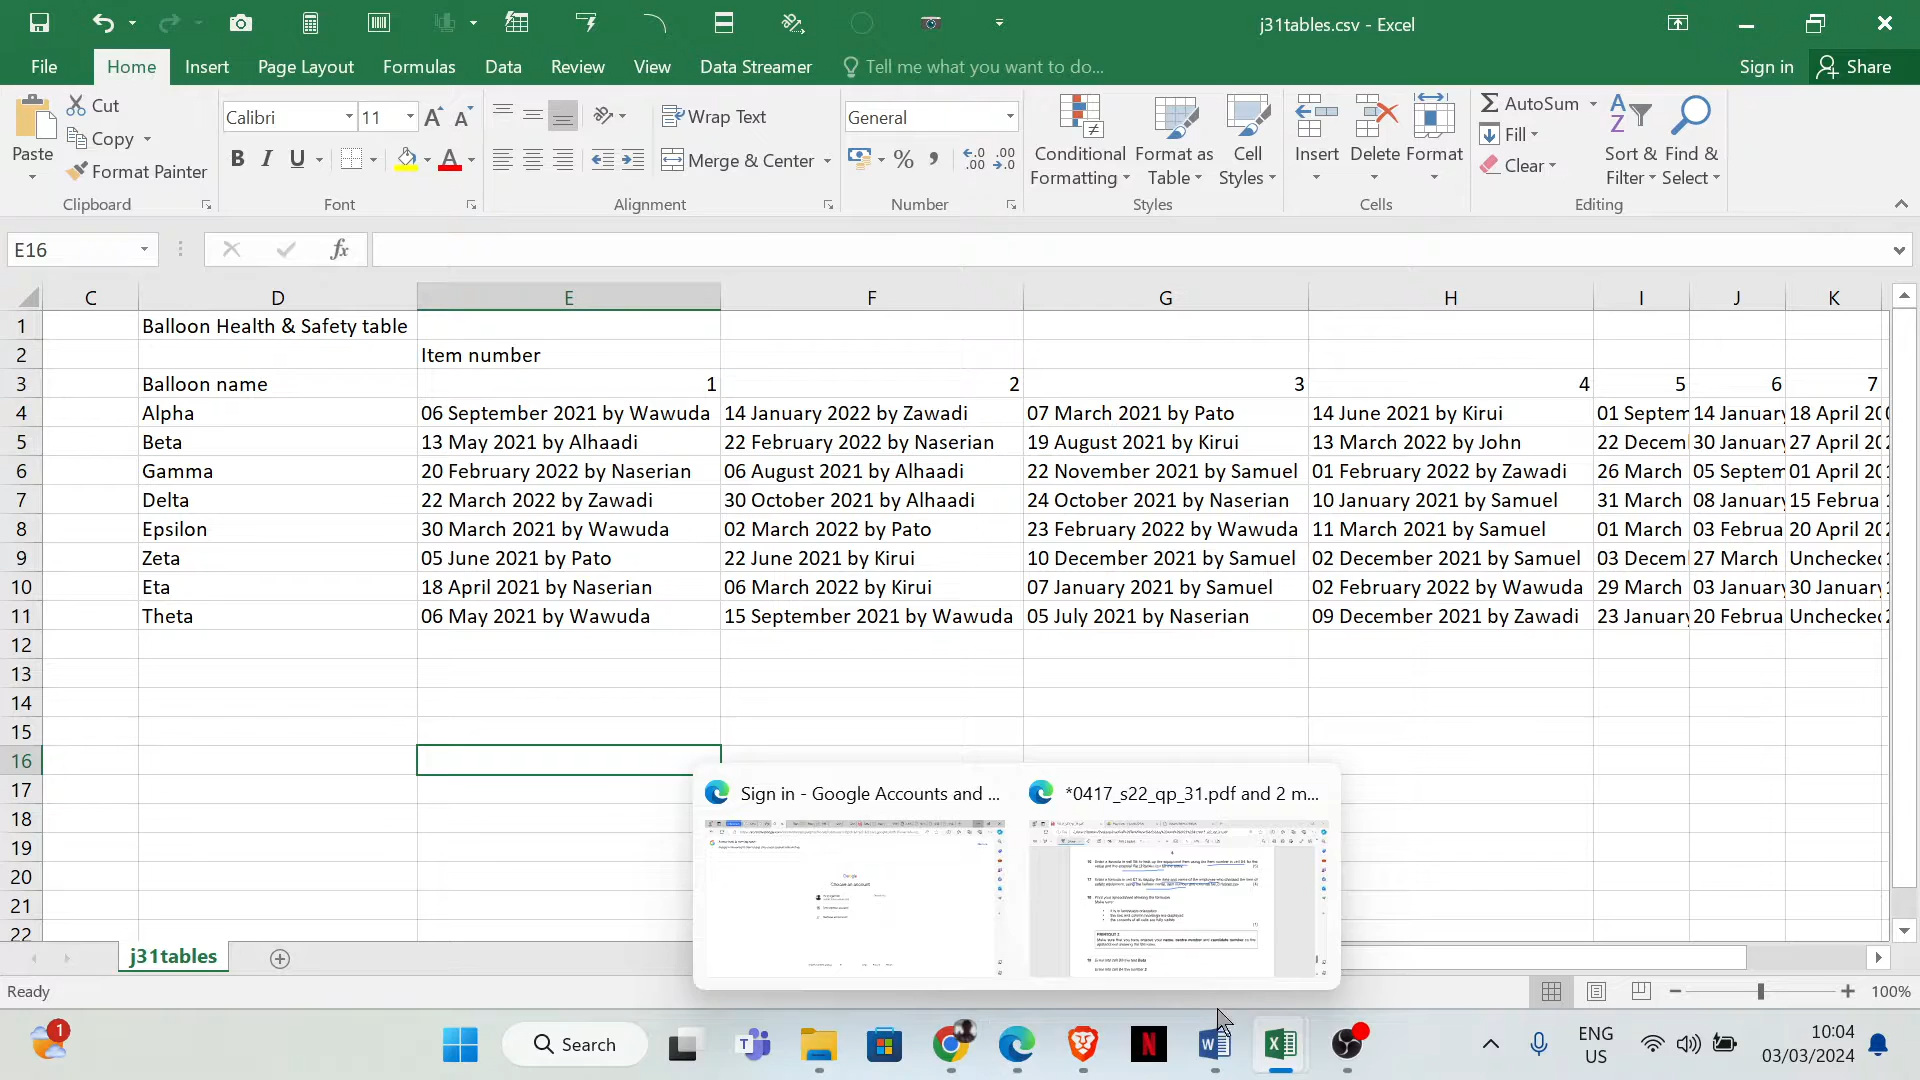 j31tables.csv - Excel
File Home Insert Page Layout Formulas Data Review View Data Streamer Tell me what you want to do... Sign in Share
Paste
Cut
Copy
Format Painter
Clipboard
Calibri 11
B I U
Font
Wrap Text
Merge & Center
Alignment
General
% , .00
Number
Conditional Formatting
Format as Table
Cell Styles
Styles
Insert Delete Format
Cells
AutoSum
Fill
Clear
Sort & Filter
Find & Select
Editing
E16 fx
C D E F G H I J K
1 Balloon Health & Safety table
2 Item number
3 Balloon name 1 2 3 4 5 6 7
4 Alpha 06 September 2021 by Wawuda 14 January 2022 by Zawadi 07 March 2021 by Pato 14 June 2021 by Kirui 01 Septem 14 January 18 April 20
5 Beta 13 May 2021 by Alhaadi 22 February 2022 by Naserian 19 August 2021 by Kirui 13 March 2022 by John 22 Decem 30 January 27 April 20
6 Gamma 20 February 2022 by Naserian 06 August 2021 by Alhaadi 22 November 2021 by Samuel 01 February 2022 by Zawadi 26 March 05 Septem 01 April 20
7 Delta 22 March 2022 by Zawadi 30 October 2021 by Alhaadi 24 October 2021 by Naserian 10 January 2021 by Samuel 31 March 08 January 15 Februa
8 Epsilon 30 March 2021 by Wawuda 02 March 2022 by Pato 23 February 2022 by Wawuda 11 March 2021 by Samuel 01 March 03 Februa 20 April 20
9 Zeta 05 June 2021 by Pato 22 June 2021 by Kirui 10 December 2021 by Samuel 02 December 2021 by Samuel 03 Decem 27 March Unchecked
10 Eta 18 April 2021 by Naserian 06 March 2022 by Kirui 07 January 2021 by Samuel 02 February 2022 by Wawuda 29 March 03 January 30 January
11 Theta 06 May 2021 by Wawuda 15 September 2021 by Wawuda 05 July 2021 by Naserian 09 December 2021 by Zawadi 23 January 20 Februa Unchecked
12
13
14
15
16
17
18
19
20
21
22
Sign in - Google Accounts and ...
*0417_s22_qp_31.pdf and 2 m...
Google
Choose an account
j31tables
Ready
100%
1
Search
ENG
US
10:04
03/03/2024